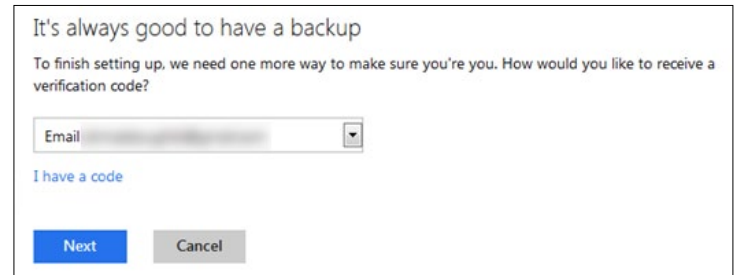 It's always good to have a backup
To finish setting up, we need one more way to make sure you're you. How would you like to receive a
verification code?
Email
I have a code
Next Cancel